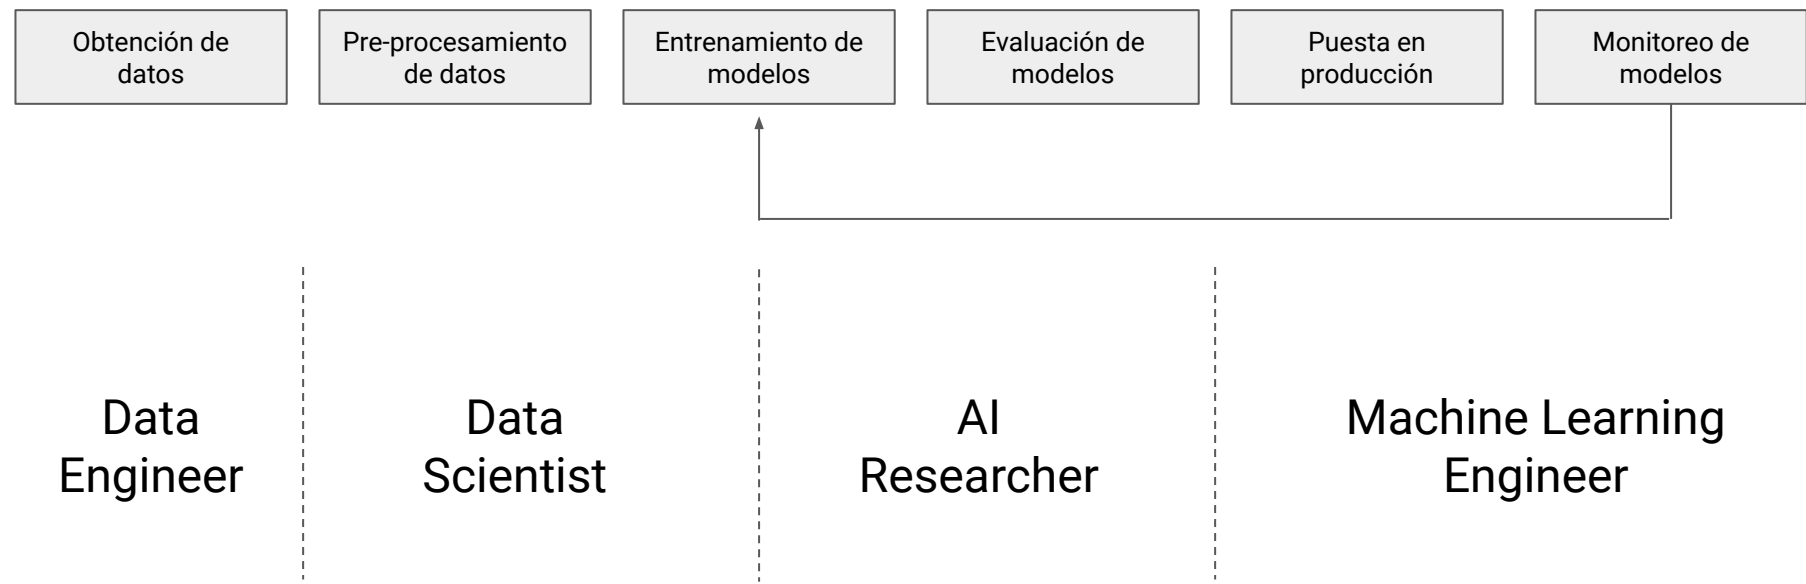 Obtención de
datos
Pre-procesamiento
de datos
Entrenamiento de
modelos
Evaluación de
modelos
Puesta en
producción
Monitoreo de
modelos
Data
Engineer
Data
Scientist
AI
Researcher
Machine Learning
Engineer